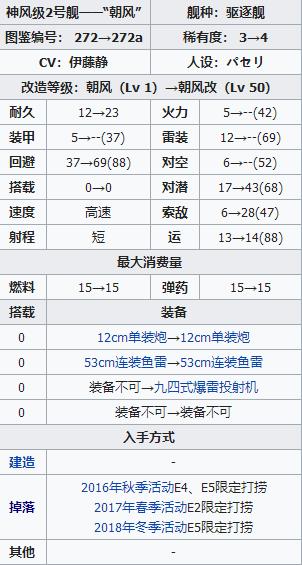 神风级2号舰——“朝风” 舰种：驱逐舰
图鉴编号： 272→272a 稀有度： 3→4
CV：伊藤静 人设：パセリ
改造等级：朝风（Lv 1）→朝风改（Lv 50）
耐久 12→23 火力 5→--(42)
装甲 5→--(37) 雷装 12→--(69)
回避 37→69(88) 对空 6→--(52)
搭载 0→0 对潜 17→43(68)
速度 高速 索敌 6→28(47)
射程 短 运 13→14(88)
最大消费量
燃料 15→15 弹药 15→15
搭载 装备
0 12cm单装炮→12cm单装炮
0 53cm连装鱼雷→53cm连装鱼雷
0 装备不可→九四式爆雷投射机
0 装备不可→装备不可
入手方式
建造 -
掉落 2016年秋季活动E4、E5限定打捞
2017年春季活动E2限定打捞
2018年冬季活动E5限定打捞
其他 -